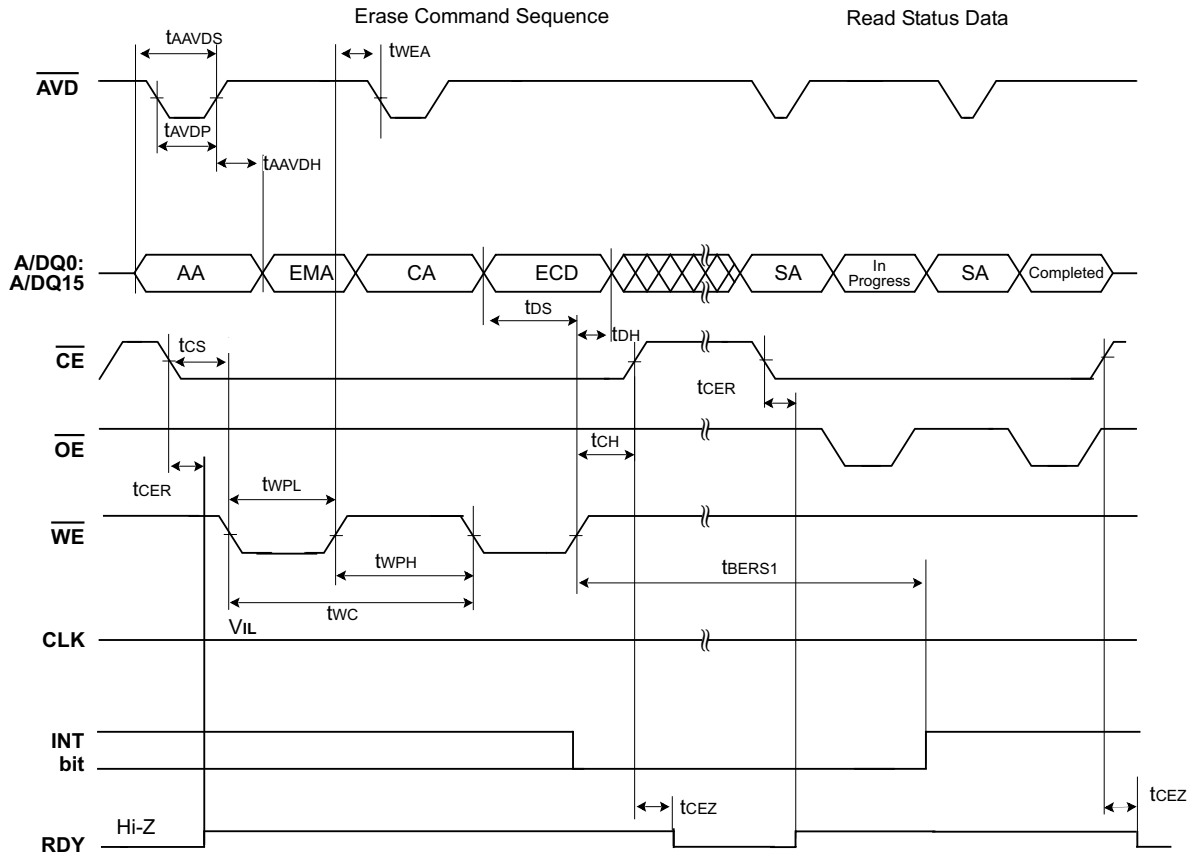 Erase Command Sequence
Read Status Data
tAAVDS
tWEA
AVD
tAVDP
tAAVDH
A/DQ0:
A/DQ15
AA
EMA
CA
ECD
SA
In
Progress
SA
Completed
tDS
tDH
tCS
CE
tCER
OE
tCH
tCER
tWPL
WE
tWPH
tBERS1
tWC
VIL
CLK
INT
bit
tCEZ
tCEZ
Hi-Z
RDY